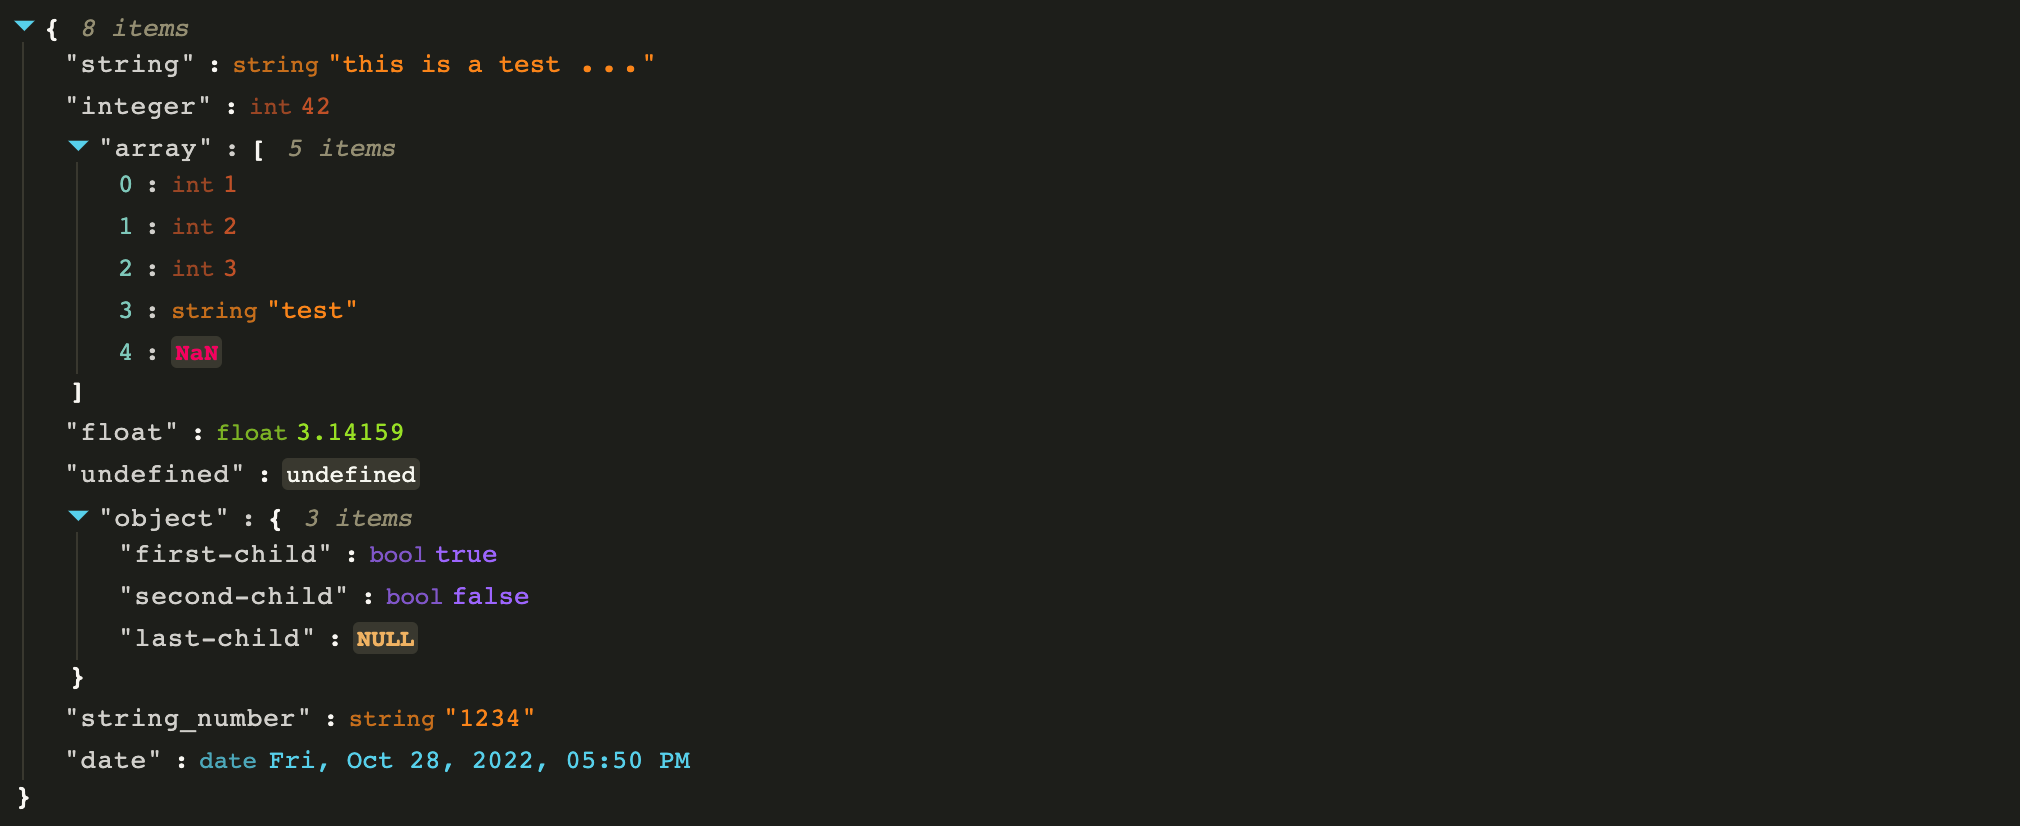 { 8 items
"string" : string "this is a test ..."
"integer" : int 42
"array" : [ 5 items
0 : int 1
1 : int 2
2 : int 3
3 : string "test"
4 : NaN
]
"float" : float 3.14159
"undefined" : undefined
"object" : { 3 items
"first-child" : bool true
"second-child" : bool false
"last-child" : NULL
}
"string_number" : string "1234"
"date" : date Fri, Oct 28, 2022, 05:50 PM
}